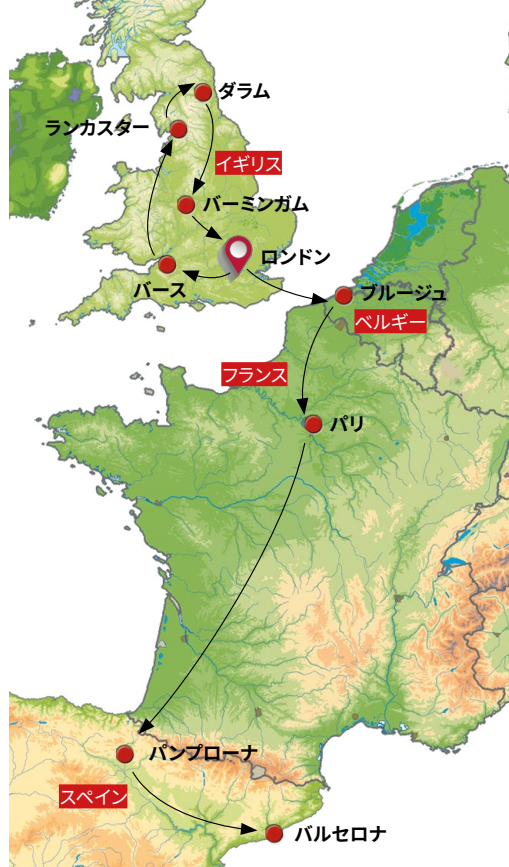 ダラム
ランカスター
イギリス
バーミンガム
ロンドン
バース
ブルージュ
ベルギー
フランス
パリ
パンプローナ
スペイン
バルセロナ